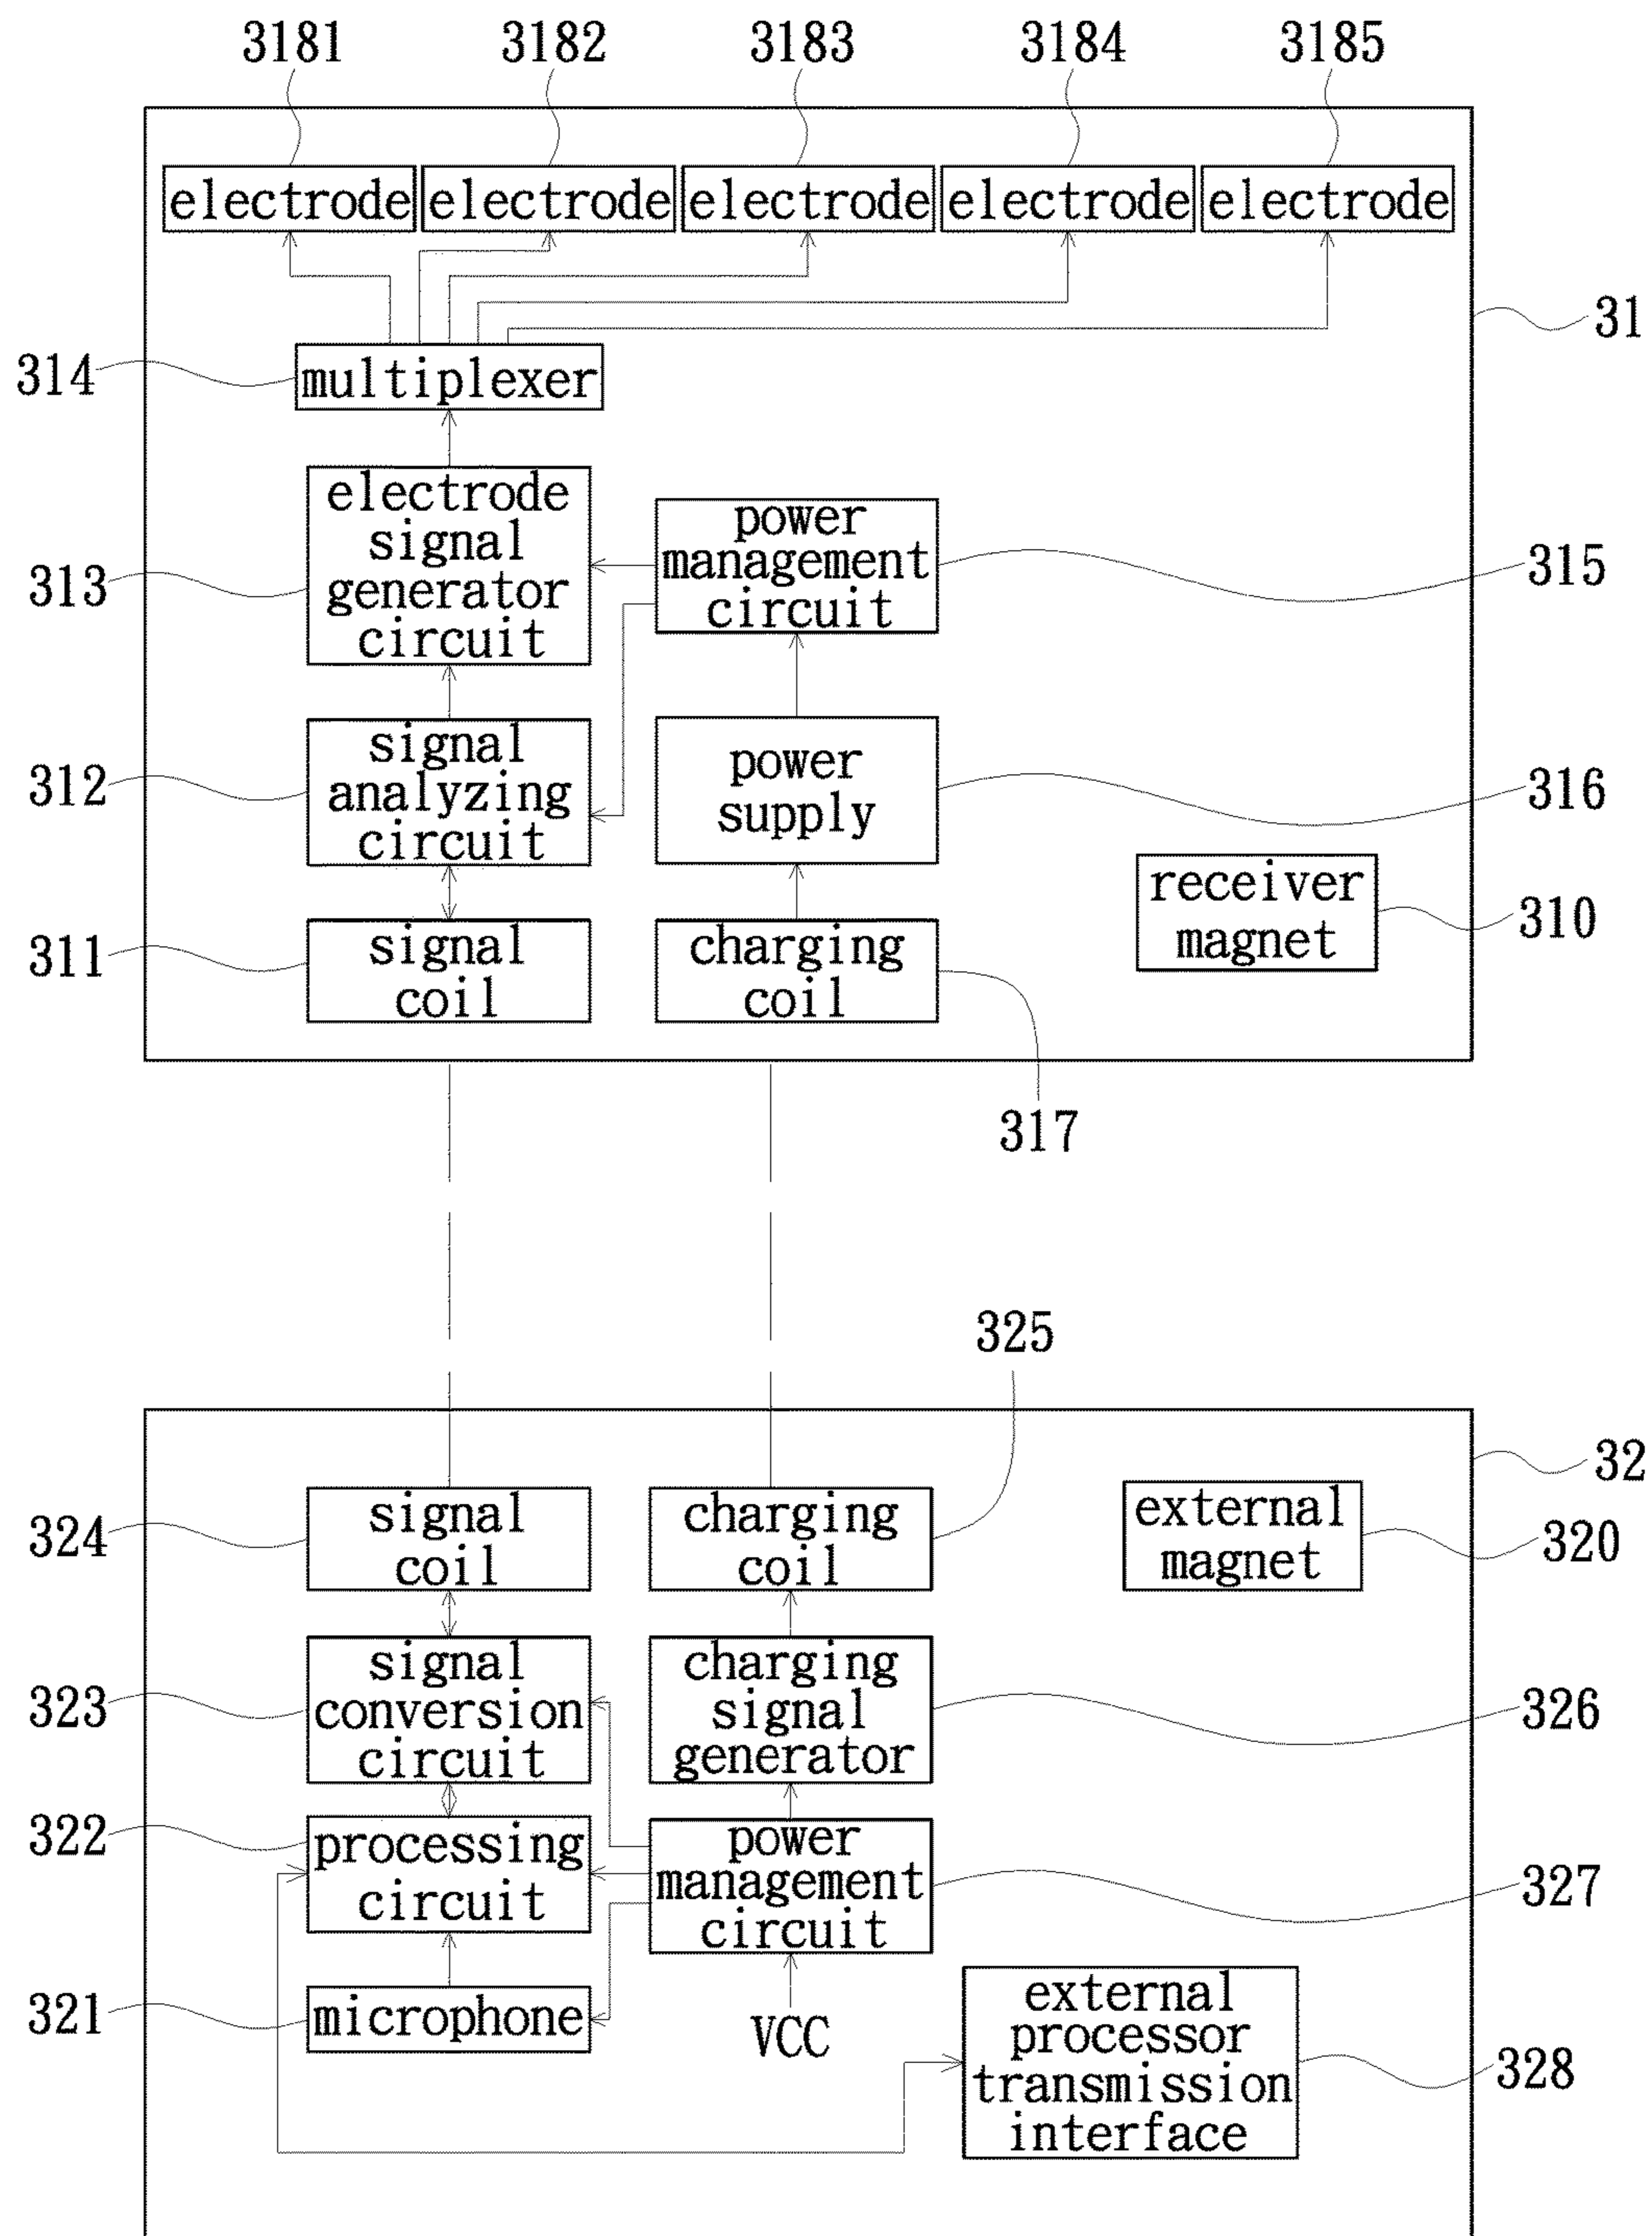 3181 3182 3183 3184 3185
electrode electrode electrode electrode electrode
31
314
multiplexer
electrode
signal
generator
circuit
313
power
management
circuit
315
signal
analyzing
circuit
312
power
supply
316
receiver
magnet
310
311
signal
coil
charging
coil
317
325
32
324
signal
coil
charging
coil
external
magnet
320
323
signal
conversion
circuit
charging
signal
generator
326
322
processing
circuit
power
management
circuit
327
321
microphone
VCC
external
processor
transmission
interface
328